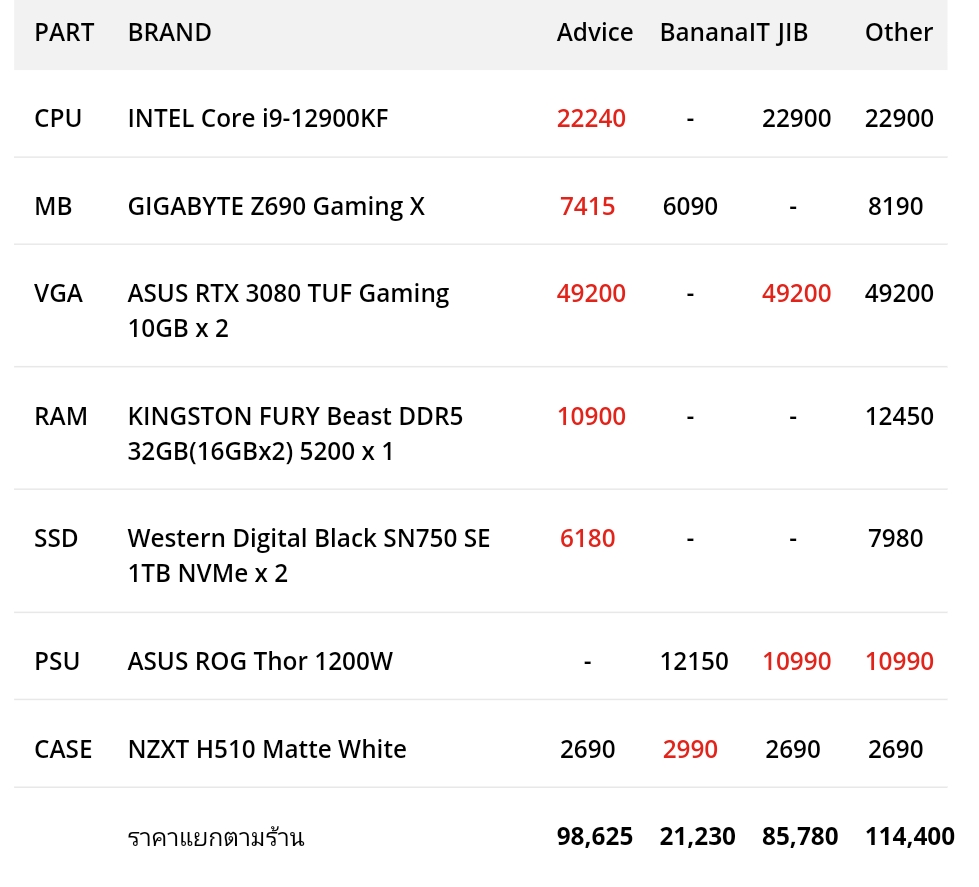 PART BRAND Advice BananaIT JIB Other
CPU INTEL Core i9-12900KF 22240 - 22900 22900
MB GIGABYTE Z690 Gaming X 7415 6090 - 8190
VGA ASUS RTX 3080 TUF Gaming 49200 - 49200 49200
10GB x 2
RAM KINGSTON FURY Beast DDR5 10900 - - 12450
32GB(16GBx2) 5200 x 1
SSD Western Digital Black SN750 SE 6180 - - 7980
1TB NVMe x 2
PSU ASUS ROG Thor 1200W - 12150 10990 10990
CASE NZXT H510 Matte White 2690 2990 2690 2690
ราคาแยกตามร้าน 98,625 21,230 85,780 114,400